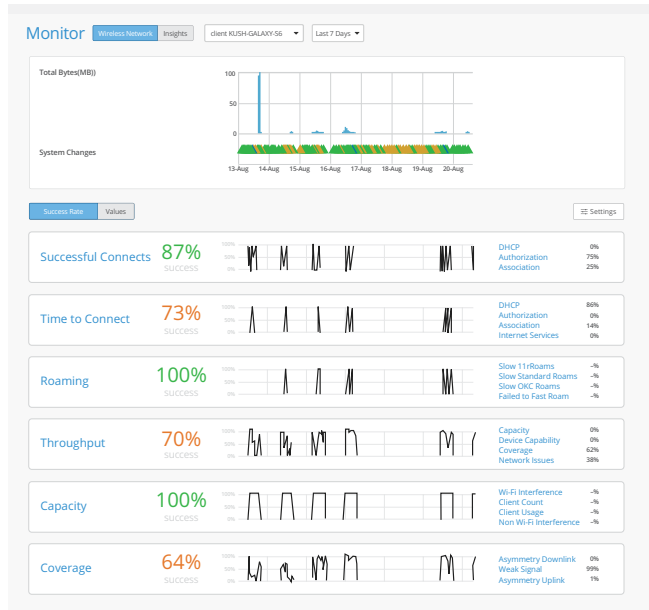 Monitor Wireless Network Insights client KUSH-GALAXY-S6 Last 7 Days
Total Bytes(MB))
100
50
0
System Changes
13-Aug 14-Aug 15-Aug 16-Aug 17-Aug 18-Aug 19-Aug 20-Aug
Success Rate Values Settings
Successful Connects
87%
success
100%
50%
0%
DHCP 0%
Authorization 75%
Association 25%
Time to Connect
73%
success
100%
50%
0%
DHCP 86%
Authorization 0%
Association 14%
Internet Services 0%
Roaming
100%
success
100%
50%
0%
Slow 11rRoams -%
Slow Standard Roams -%
Slow OKC Roams -%
Failed to Fast Roam -%
Throughput
70%
success
100%
50%
0%
Capacity 0%
Device Capability 0%
Coverage 62%
Network Issues 38%
Capacity
100%
success
100%
50%
0%
Wi-Fi Interference -%
Client Count -%
Client Usage -%
Non Wi-Fi Interference -%
Coverage
64%
success
100%
50%
0%
Asymmetry Downlink 0%
Weak Signal 99%
Asymmetry Uplink 1%